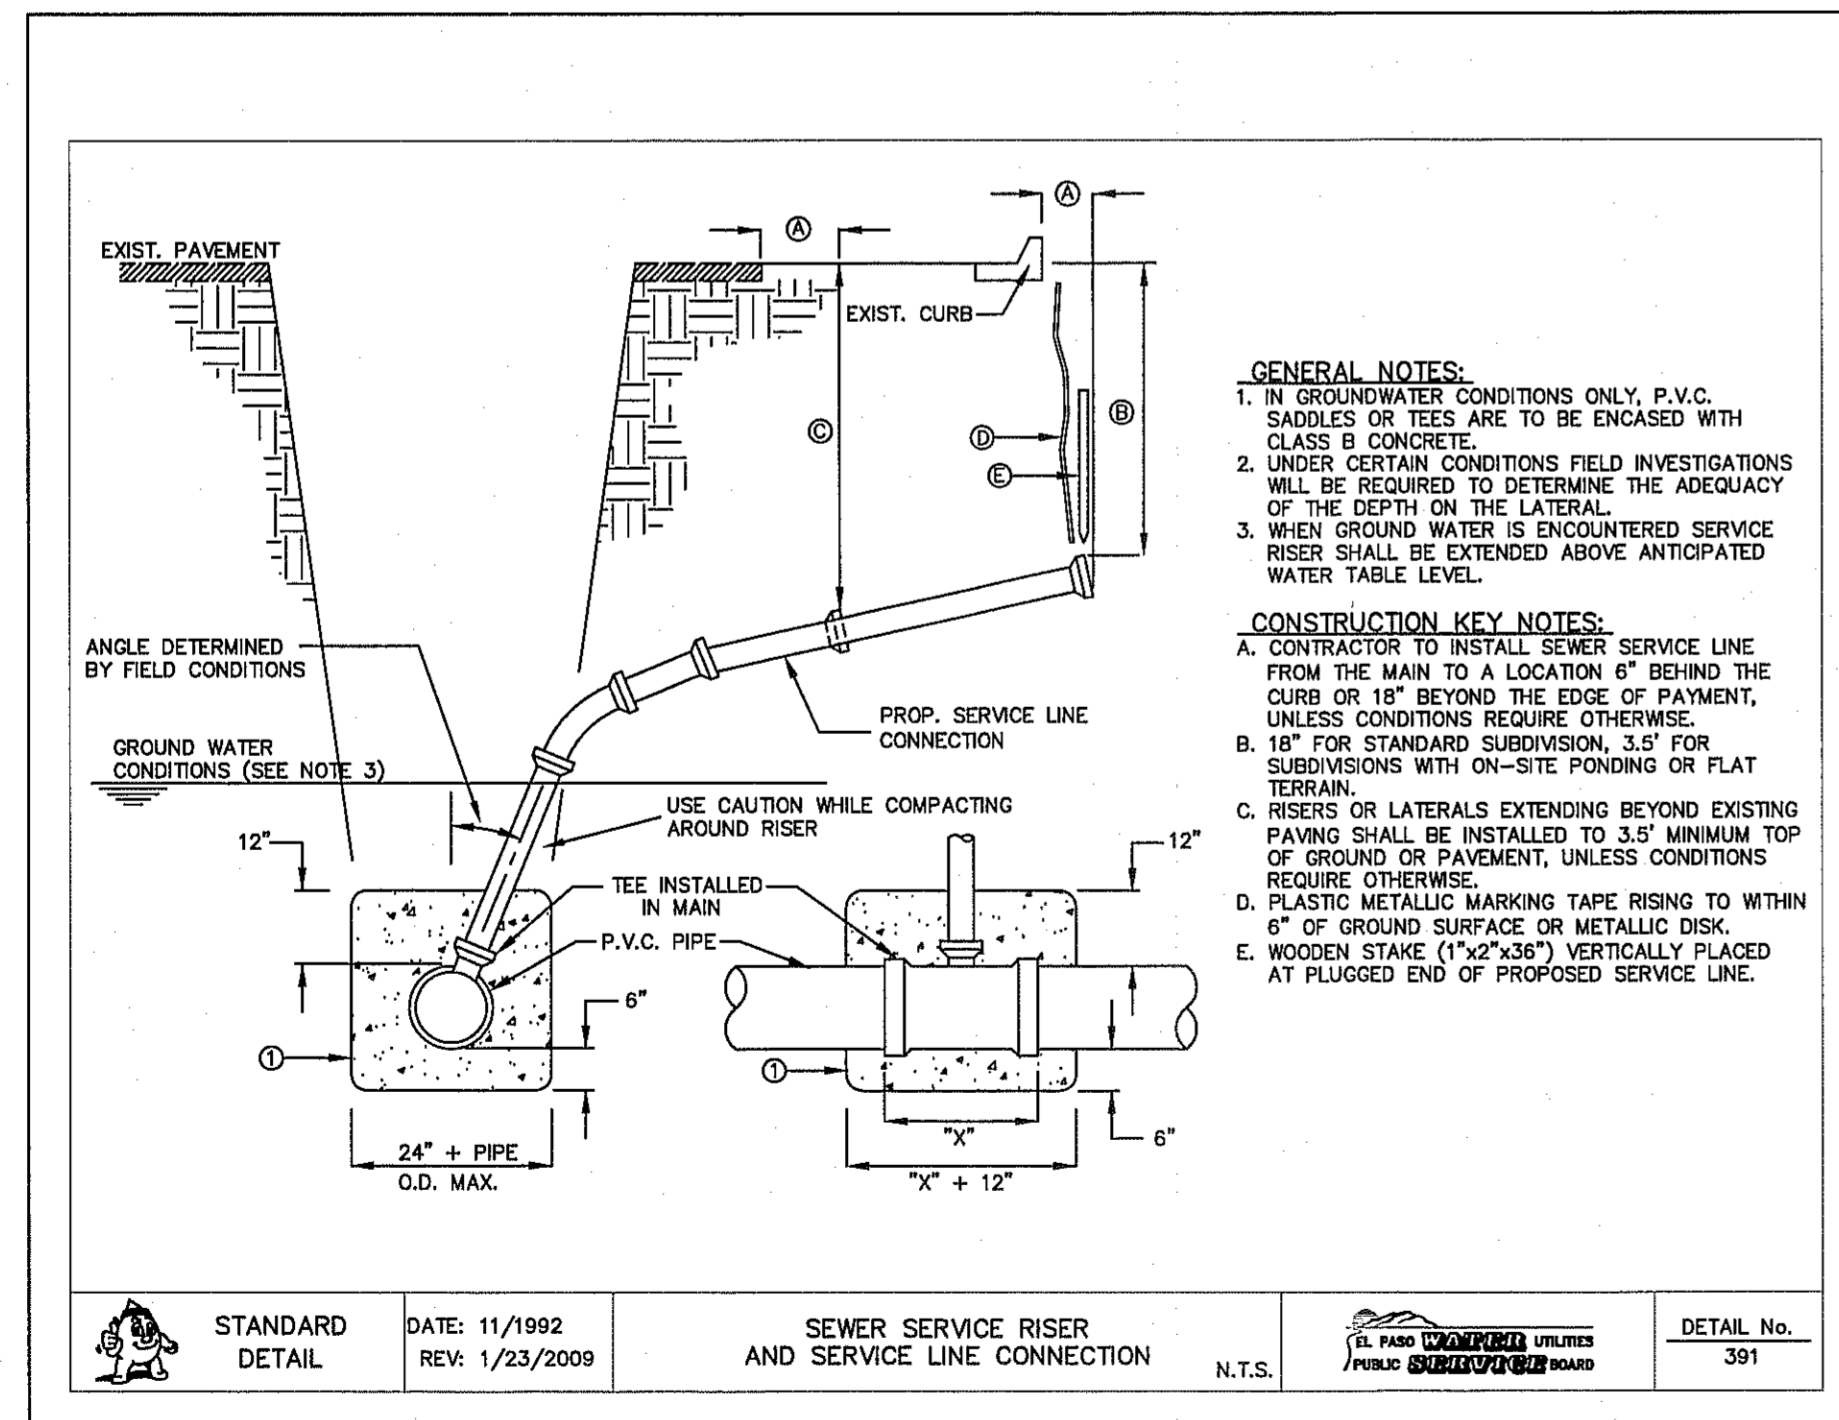 Ⓐ
Ⓐ
EXIST. PAVEMENT
EXIST. CURB
Ⓒ
Ⓑ
Ⓓ
Ⓔ
ANGLE DETERMINED
BY FIELD CONDITIONS
PROP. SERVICE LINE
CONNECTION
GROUND WATER
CONDITIONS (SEE NOTE 3)
USE CAUTION WHILE COMPACTING
AROUND RISER
12"
12"
TEE INSTALLED
IN MAIN
P.V.C. PIPE
6"
①
①
"X"
6"
24" + PIPE
O.D. MAX.
"X" + 12"
GENERAL NOTES:
1. IN GROUNDWATER CONDITIONS ONLY, P.V.C.
SADDLES OR TEES ARE TO BE ENCASED WITH
CLASS B CONCRETE.
2. UNDER CERTAIN CONDITIONS FIELD INVESTIGATIONS
WILL BE REQUIRED TO DETERMINE THE ADEQUACY
OF THE DEPTH ON THE LATERAL.
3. WHEN GROUND WATER IS ENCOUNTERED SERVICE
RISER SHALL BE EXTENDED ABOVE ANTICIPATED
WATER TABLE LEVEL.
CONSTRUCTION KEY NOTES:
A. CONTRACTOR TO INSTALL SEWER SERVICE LINE
FROM THE MAIN TO A LOCATION 6" BEHIND THE
CURB OR 18" BEYOND THE EDGE OF PAYMENT,
UNLESS CONDITIONS REQUIRE OTHERWISE.
B. 18" FOR STANDARD SUBDIVISION, 3.5' FOR
SUBDIVISIONS WITH ON-SITE PONDING OR FLAT
TERRAIN.
C. RISERS OR LATERALS EXTENDING BEYOND EXISTING
PAVING SHALL BE INSTALLED TO 3.5' MINIMUM TOP
OF GROUND OR PAVEMENT, UNLESS CONDITIONS
REQUIRE OTHERWISE.
D. PLASTIC METALLIC MARKING TAPE RISING TO WITHIN
6" OF GROUND SURFACE OR METALLIC DISK.
E. WOODEN STAKE (1"x2"x36") VERTICALLY PLACED
AT PLUGGED END OF PROPOSED SERVICE LINE.
STANDARD
DETAIL
DATE: 11/1992
REV: 1/23/2009
SEWER SERVICE RISER
AND SERVICE LINE CONNECTION
N.T.S.
EL PASO WATER UTILITIES
PUBLIC SERVICE BOARD
DETAIL No.
391